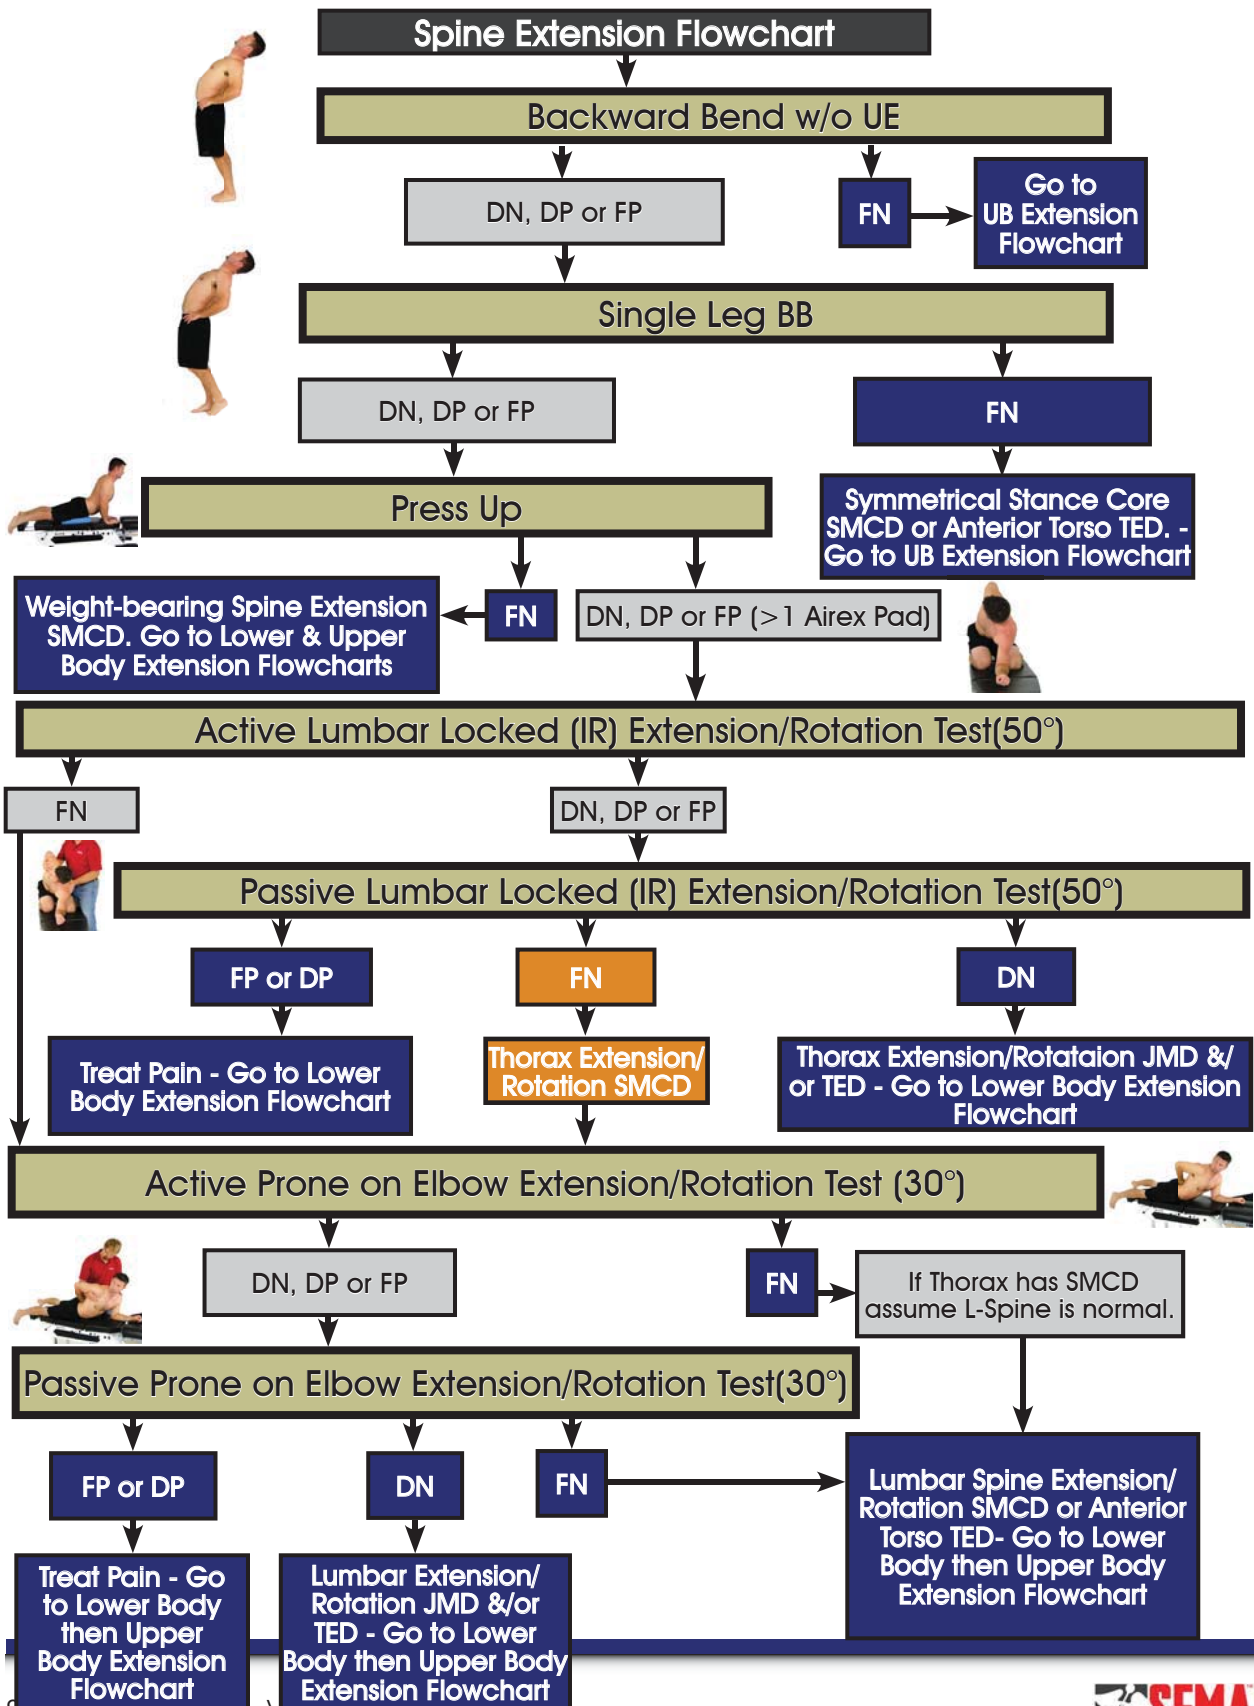 Spine Extension Flowchart
Backward Bend w/o UE
DN, DP or FP
FN
Go to
UB Extension
Flowchart
Single Leg BB
DN, DP or FP
FN
Symmetrical Stance Core
SMCD or Anterior Torso TED. -
Go to UB Extension Flowchart
Press Up
Weight-bearing Spine Extension
SMCD. Go to Lower & Upper
Body Extension Flowcharts
FN
DN, DP or FP (>1 Airex Pad)
Active Lumbar Locked (IR) Extension/Rotation Test(50°)
FN
DN, DP or FP
Passive Lumbar Locked (IR) Extension/Rotation Test(50°)
FP or DP
FN
DN
Treat Pain - Go to Lower
Body Extension Flowchart
Thorax Extension/
Rotation SMCD
Thorax Extension/Rotataion JMD &/
or TED - Go to Lower Body Extension
Flowchart
Active Prone on Elbow Extension/Rotation Test (30°)
DN, DP or FP
FN
If Thorax has SMCD
assume L-Spine is normal.
Passive Prone on Elbow Extension/Rotation Test(30°)
FP or DP
DN
FN
Treat Pain - Go
to Lower Body
then Upper
Body Extension
Flowchart
Lumbar Extension/
Rotation JMD &/or
TED - Go to Lower
Body then Upper Body
Extension Flowchart
Lumbar Spine Extension/
Rotation SMCD or Anterior
Torso TED- Go to Lower
Body then Upper Body
Extension Flowchart
SFMA